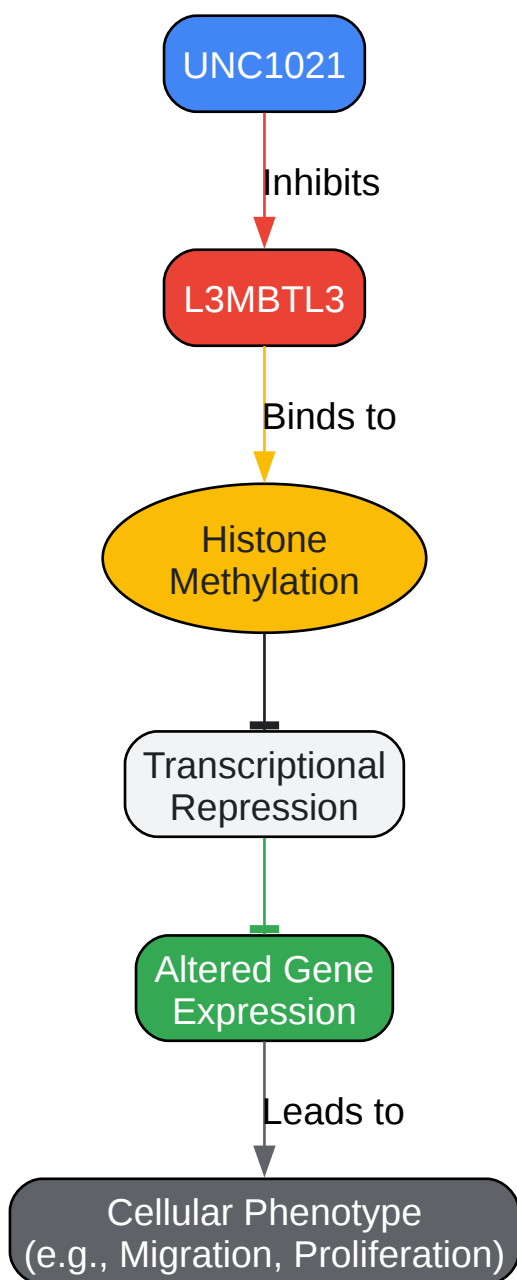 UNC1021
Inhibits
L3MBTL3
Binds to
Histone
Methylation
Transcriptional
Repression
Altered Gene
Expression
Leads to
Cellular Phenotype
(e.g., Migration, Proliferation)